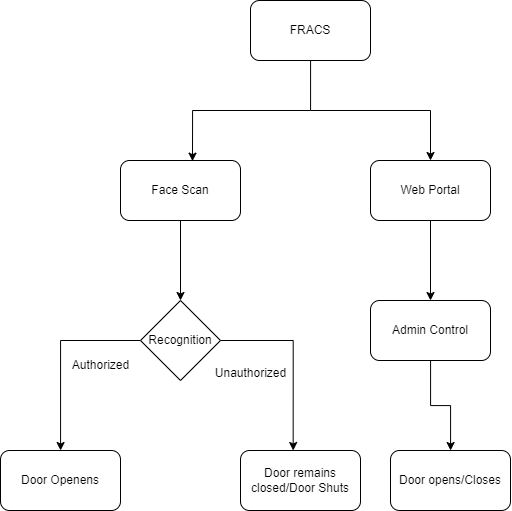 FRACS
Face Scan
Web Portal
Recognition
Admin Control
Authorized
Unauthorized
Door Openens
Door remains
closed/Door Shuts
Door opens/Closes